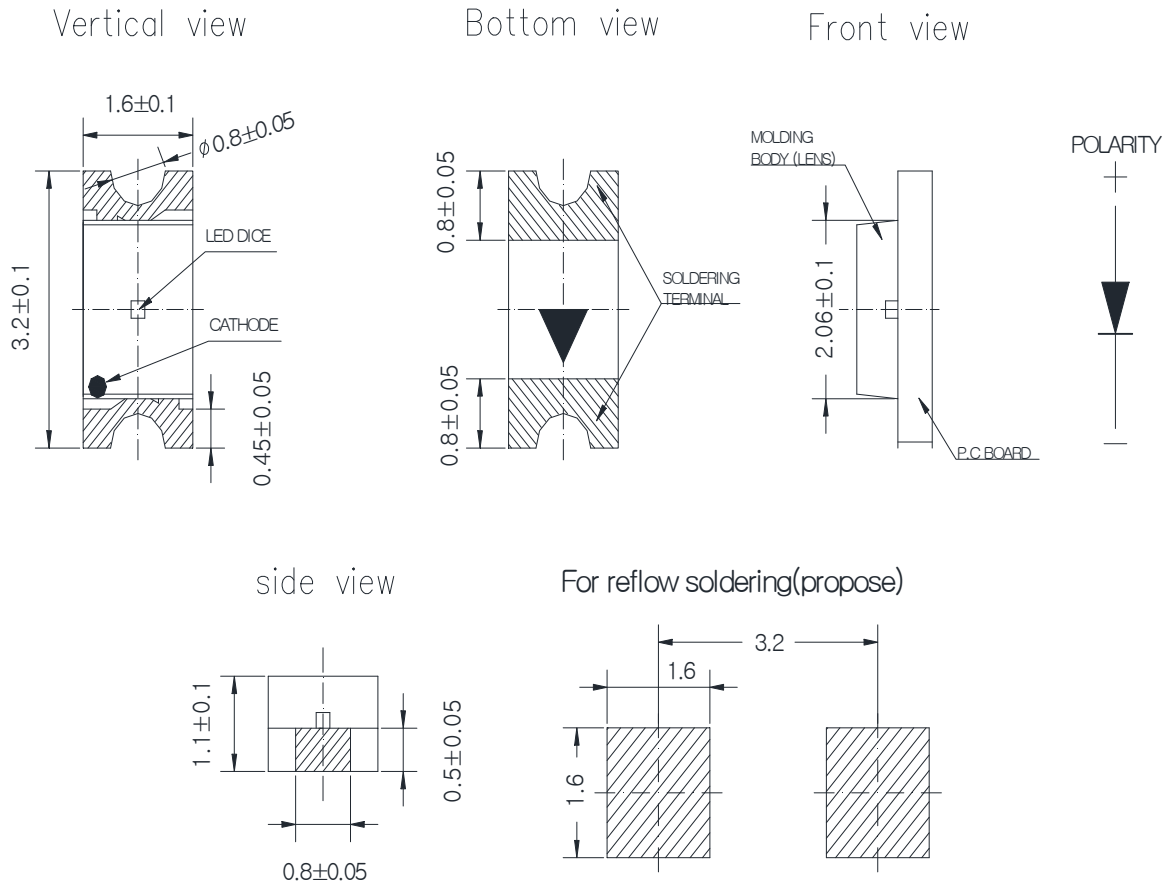 Vertical view
Bottom view
Front view
1.6±0.1
ϕ0.8±0.05
3.2±0.1
LED DICE
CATHODE
0.45±0.05
0.8±0.05
0.8±0.05
SOLDERING
TERMINAL
MOLDING
BODY (LENS)
2.06±0.1
P.C BOARD
POLARITY
+
−
side view
1.1±0.1
0.5±0.05
0.8±0.05
For reflow soldering(propose)
3.2
1.6
1.6